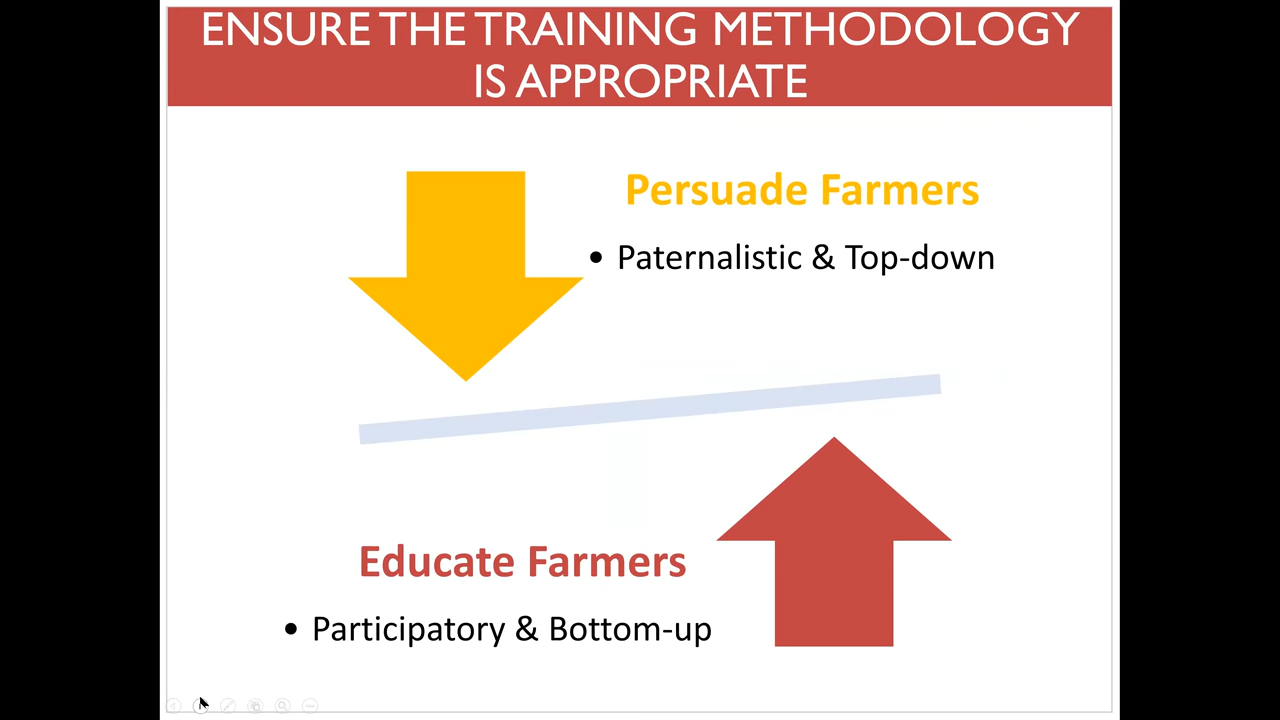 ENSURE THE TRAINING METHODOLOGY
IS APPROPRIATE
Persuade Farmers
• Paternalistic & Top-down
Educate Farmers
• Participatory & Bottom-up